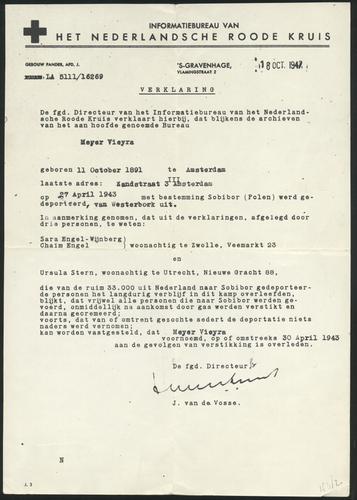 INFORMATIEBUREAU VAN
HET NEDERLANDSCHE ROODE KRUIS
GEBOUW PANDER, AFD. J.
'S-GRAVENHAGE,
VLAMINGSTRAAT 2
18 OCT. 1947
LA 5111/16269
VERKLARING
De fgd. Directeur van het Informatiebureau van het Nederland-
sche Roode Kruis verklaart hierbij, dat blijkens de archieven
van het aan hoofde genoemde Bureau
Meyer Vieyra
geboren 11 October 1891 te Amsterdam
laatste adres: Zandstraat 3 III Amsterdam
op 27 April 1943 met bestemming Sobibor (Polen) werd ge-
deporteerd, van Westerbork uit.
In aanmerking genomen, dat uit de verklaringen, afgelegd door
drie personen, te weten:
Sara Engel-Wijnberg)
Chaim Engel ) woonachtig te Zwolle, Veemarkt 23
en
Ursula Stern, woonachtig te Utrecht, Nieuwe Gracht 88,
die van de ruim 33.000 uit Nederland naar Sobibor gedeporteer-
de personen het langdurig verblijf in dit kamp overleefden,
blijkt, dat vrijwel alle personen die naar Sobibor werden ge-
voerd, onmiddellijk na aankomst door gas werden verstikt en
daarna gecremeerd;
voorts, dat van of omtrent gezochte sedert de deportatie niets
naders werd vernomen;
kan worden vastgesteld, dat Meyer Vieyra
voornoemd, op of omstreeks 30 April 1943
aan de gevolgen van verstikking is overleden.
De fgd. Directeur
J. van de Vosse.
N
J. 3